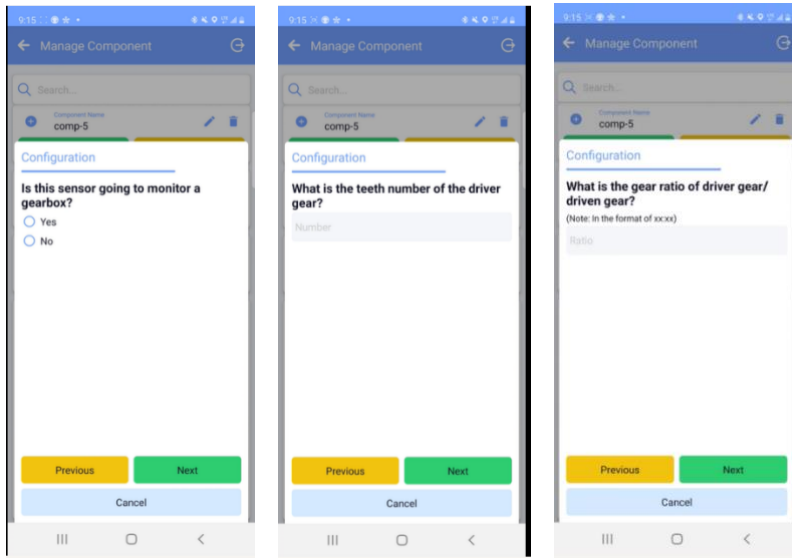 9:15
Manage Component
Search...
Component Name
comp-5
Configuration
Is this sensor going to monitor a
gearbox?
Yes
No
Previous
Next
Cancel
9:15
Manage Component
Search...
Component Name
comp-5
Configuration
What is the teeth number of the driver
gear?
Number
Previous
Next
Cancel
9:15
Manage Component
Search...
Component Name
comp-5
Configuration
What is the gear ratio of driver gear/
driven gear?
(Note: In the format of xx:xx)
Ratio
Previous
Next
Cancel